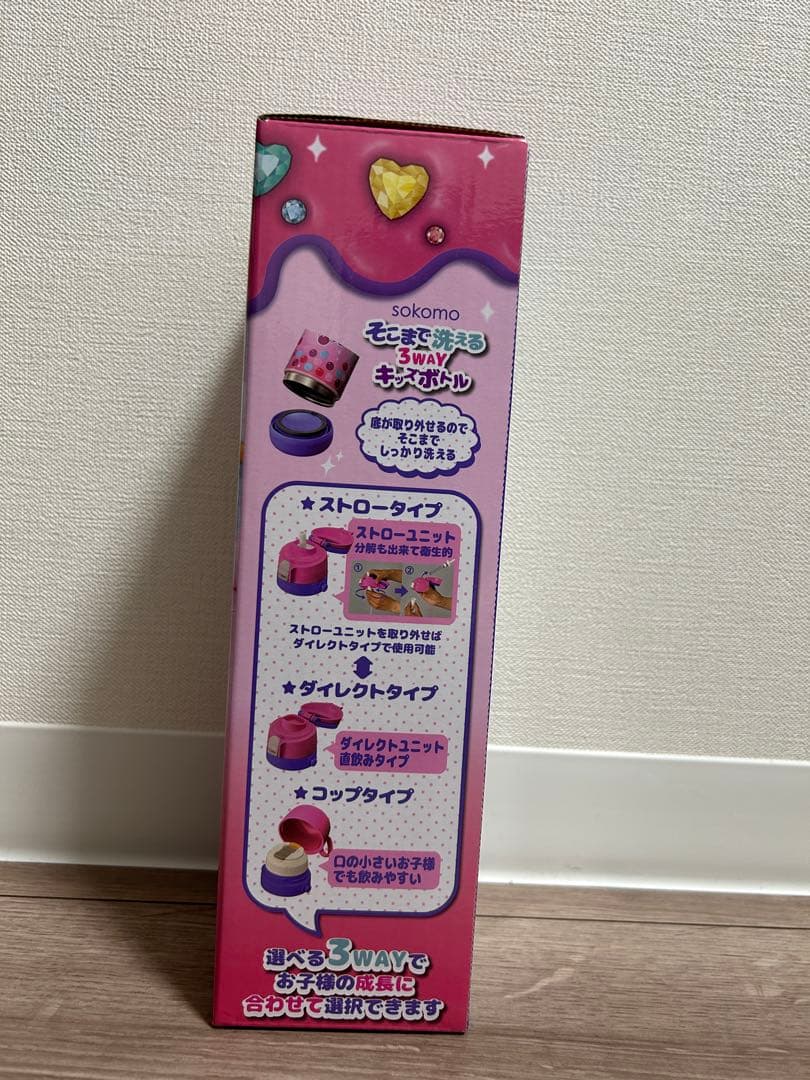 sokomo
そこまで洗える
3WAY
キッズボトル
底が取り外せるので
そこまで
しっかり洗える
★ストロータイプ
ストローユニット
分解も出来て衛生的
① ②
ストローユニットを取り外せば
ダイレクトタイプで使用可能
★ダイレクトタイプ
ダイレクトユニット
直飲みタイプ
★コップタイプ
口の小さいお子様
でも飲みやすい
選べる3WAYで
お子様の成長に
合わせて選択できます